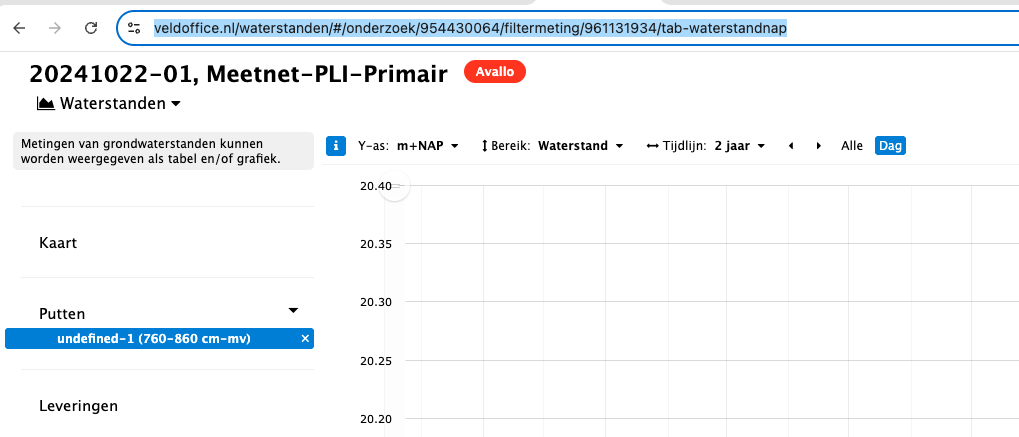 veldoffice.nl/waterstanden/#/onderzoek/954430064/filtermeting/961131934/tab-waterstandnap
20241022-01, Meetnet-PLI-Primair Avallo
Waterstanden
Metingen van grondwaterstanden kunnen
worden weergegeven als tabel en/of grafiek.
i Y-as: m+NAP Bereik: Waterstand Tijdlijn: 2 jaar Alle Dag
Kaart
Putten
undefined-1 (760-860 cm-mv) ×
Leveringen
20.40
20.35
20.30
20.25
20.20